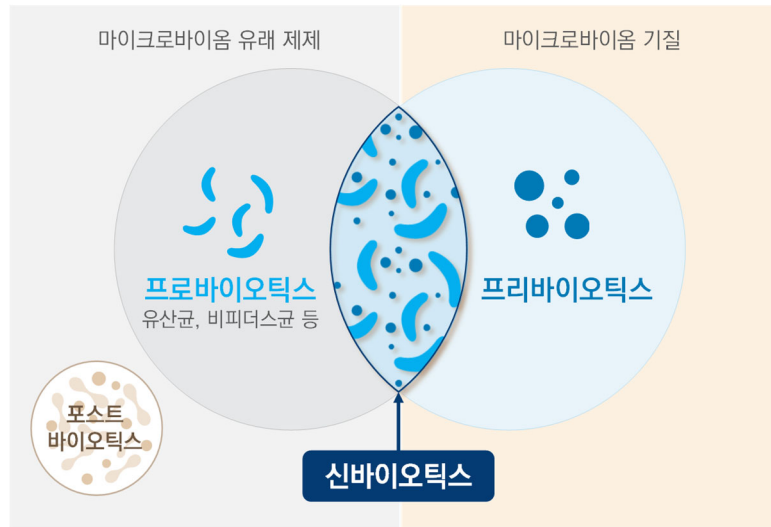 마이크로바이옴 유래 제제
마이크로바이옴 기질
프로바이오틱스
유산균, 비피더스균 등
프리바이오틱스
포스트
바이오틱스
신바이오틱스